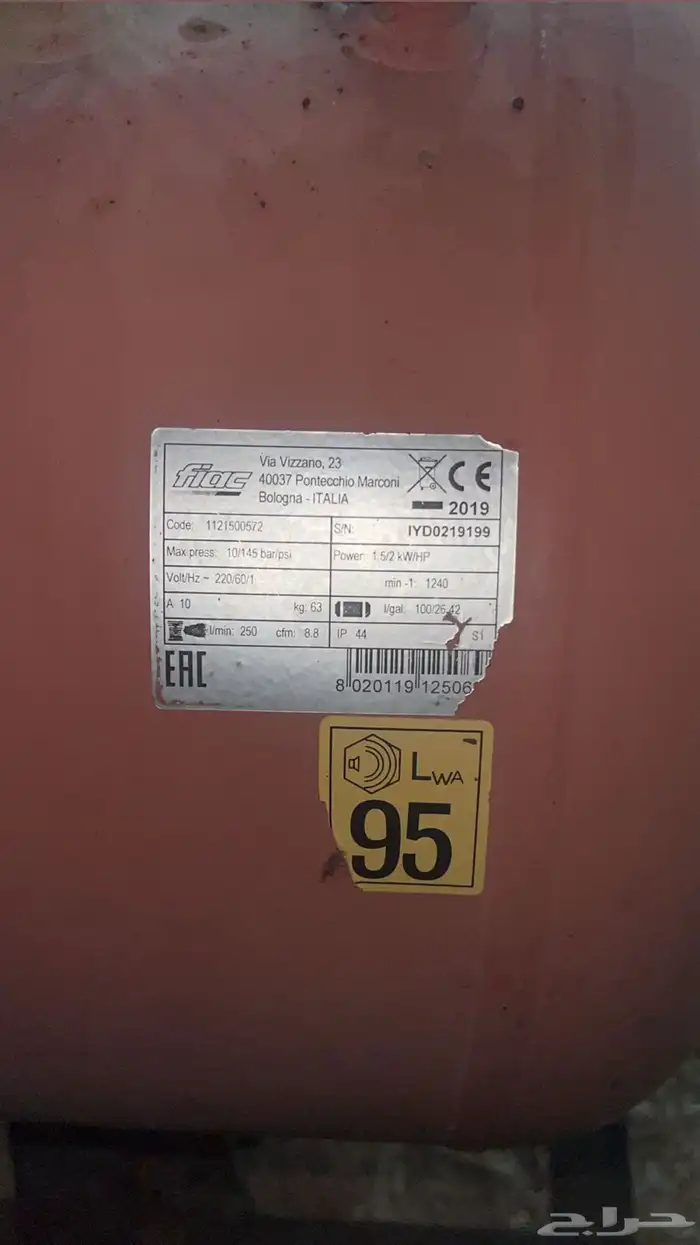 fiac
Via Vizzano, 23
40037 Pontecchio Marconi
Bologna - ITALIA
CE
2019
Code: 1121500572
S/N: IYD0219199
Max press: 10/145 bar/psi
Power: 1.5/2 kW/HP
Volt/Hz ~ 220/60/1
min -1: 1240
A 10
kg: 63
l/gal: 100/26.42
l/min: 250 cfm: 8.8
IP 44
S1
EAC
8 020119 12506
LWA
95
حراج